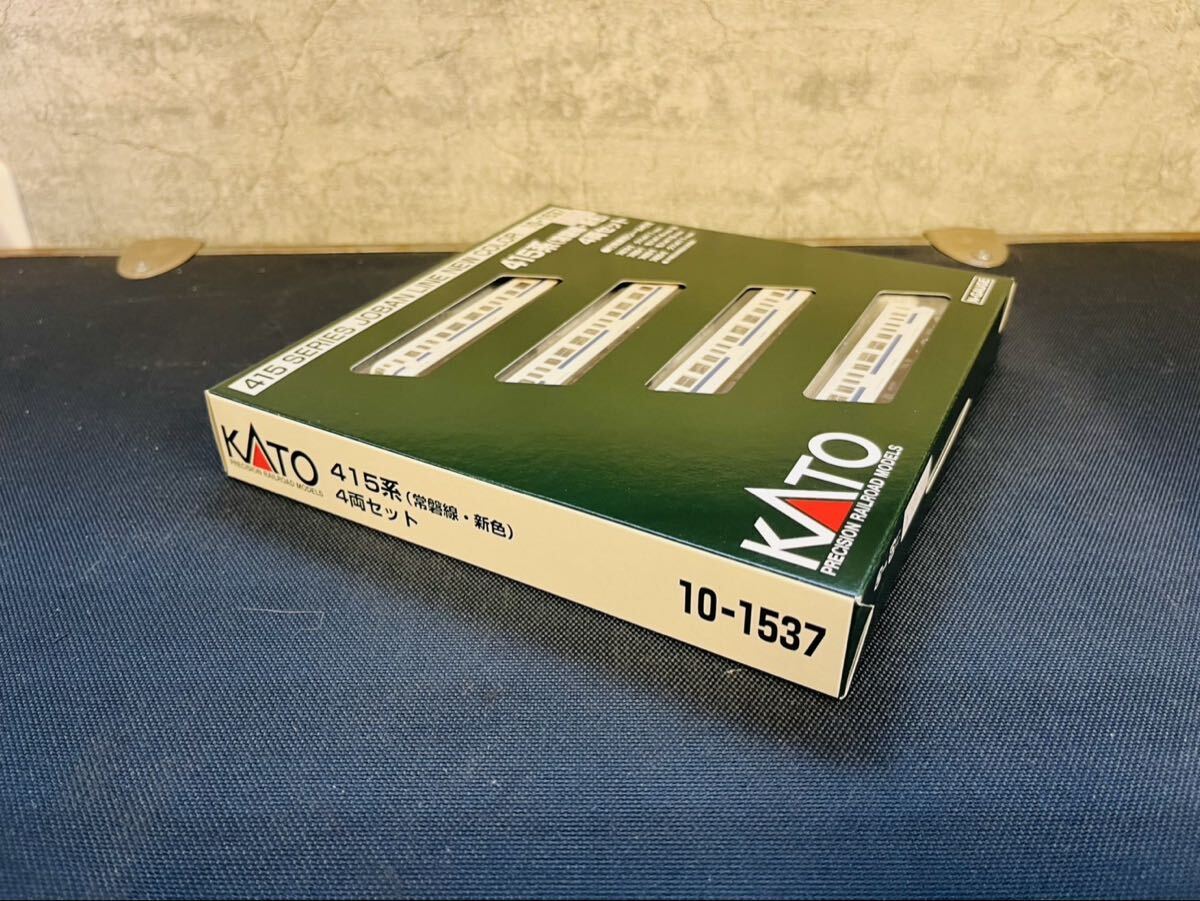 415 SERIES JOBAN LINE NEW COLOR
415系
4両セット
KATO
PRECISION RAILROAD MODELS
KATO
PRECISION RAILROAD MODELS
415系(常磐線・新色)
4両セット
10-1537